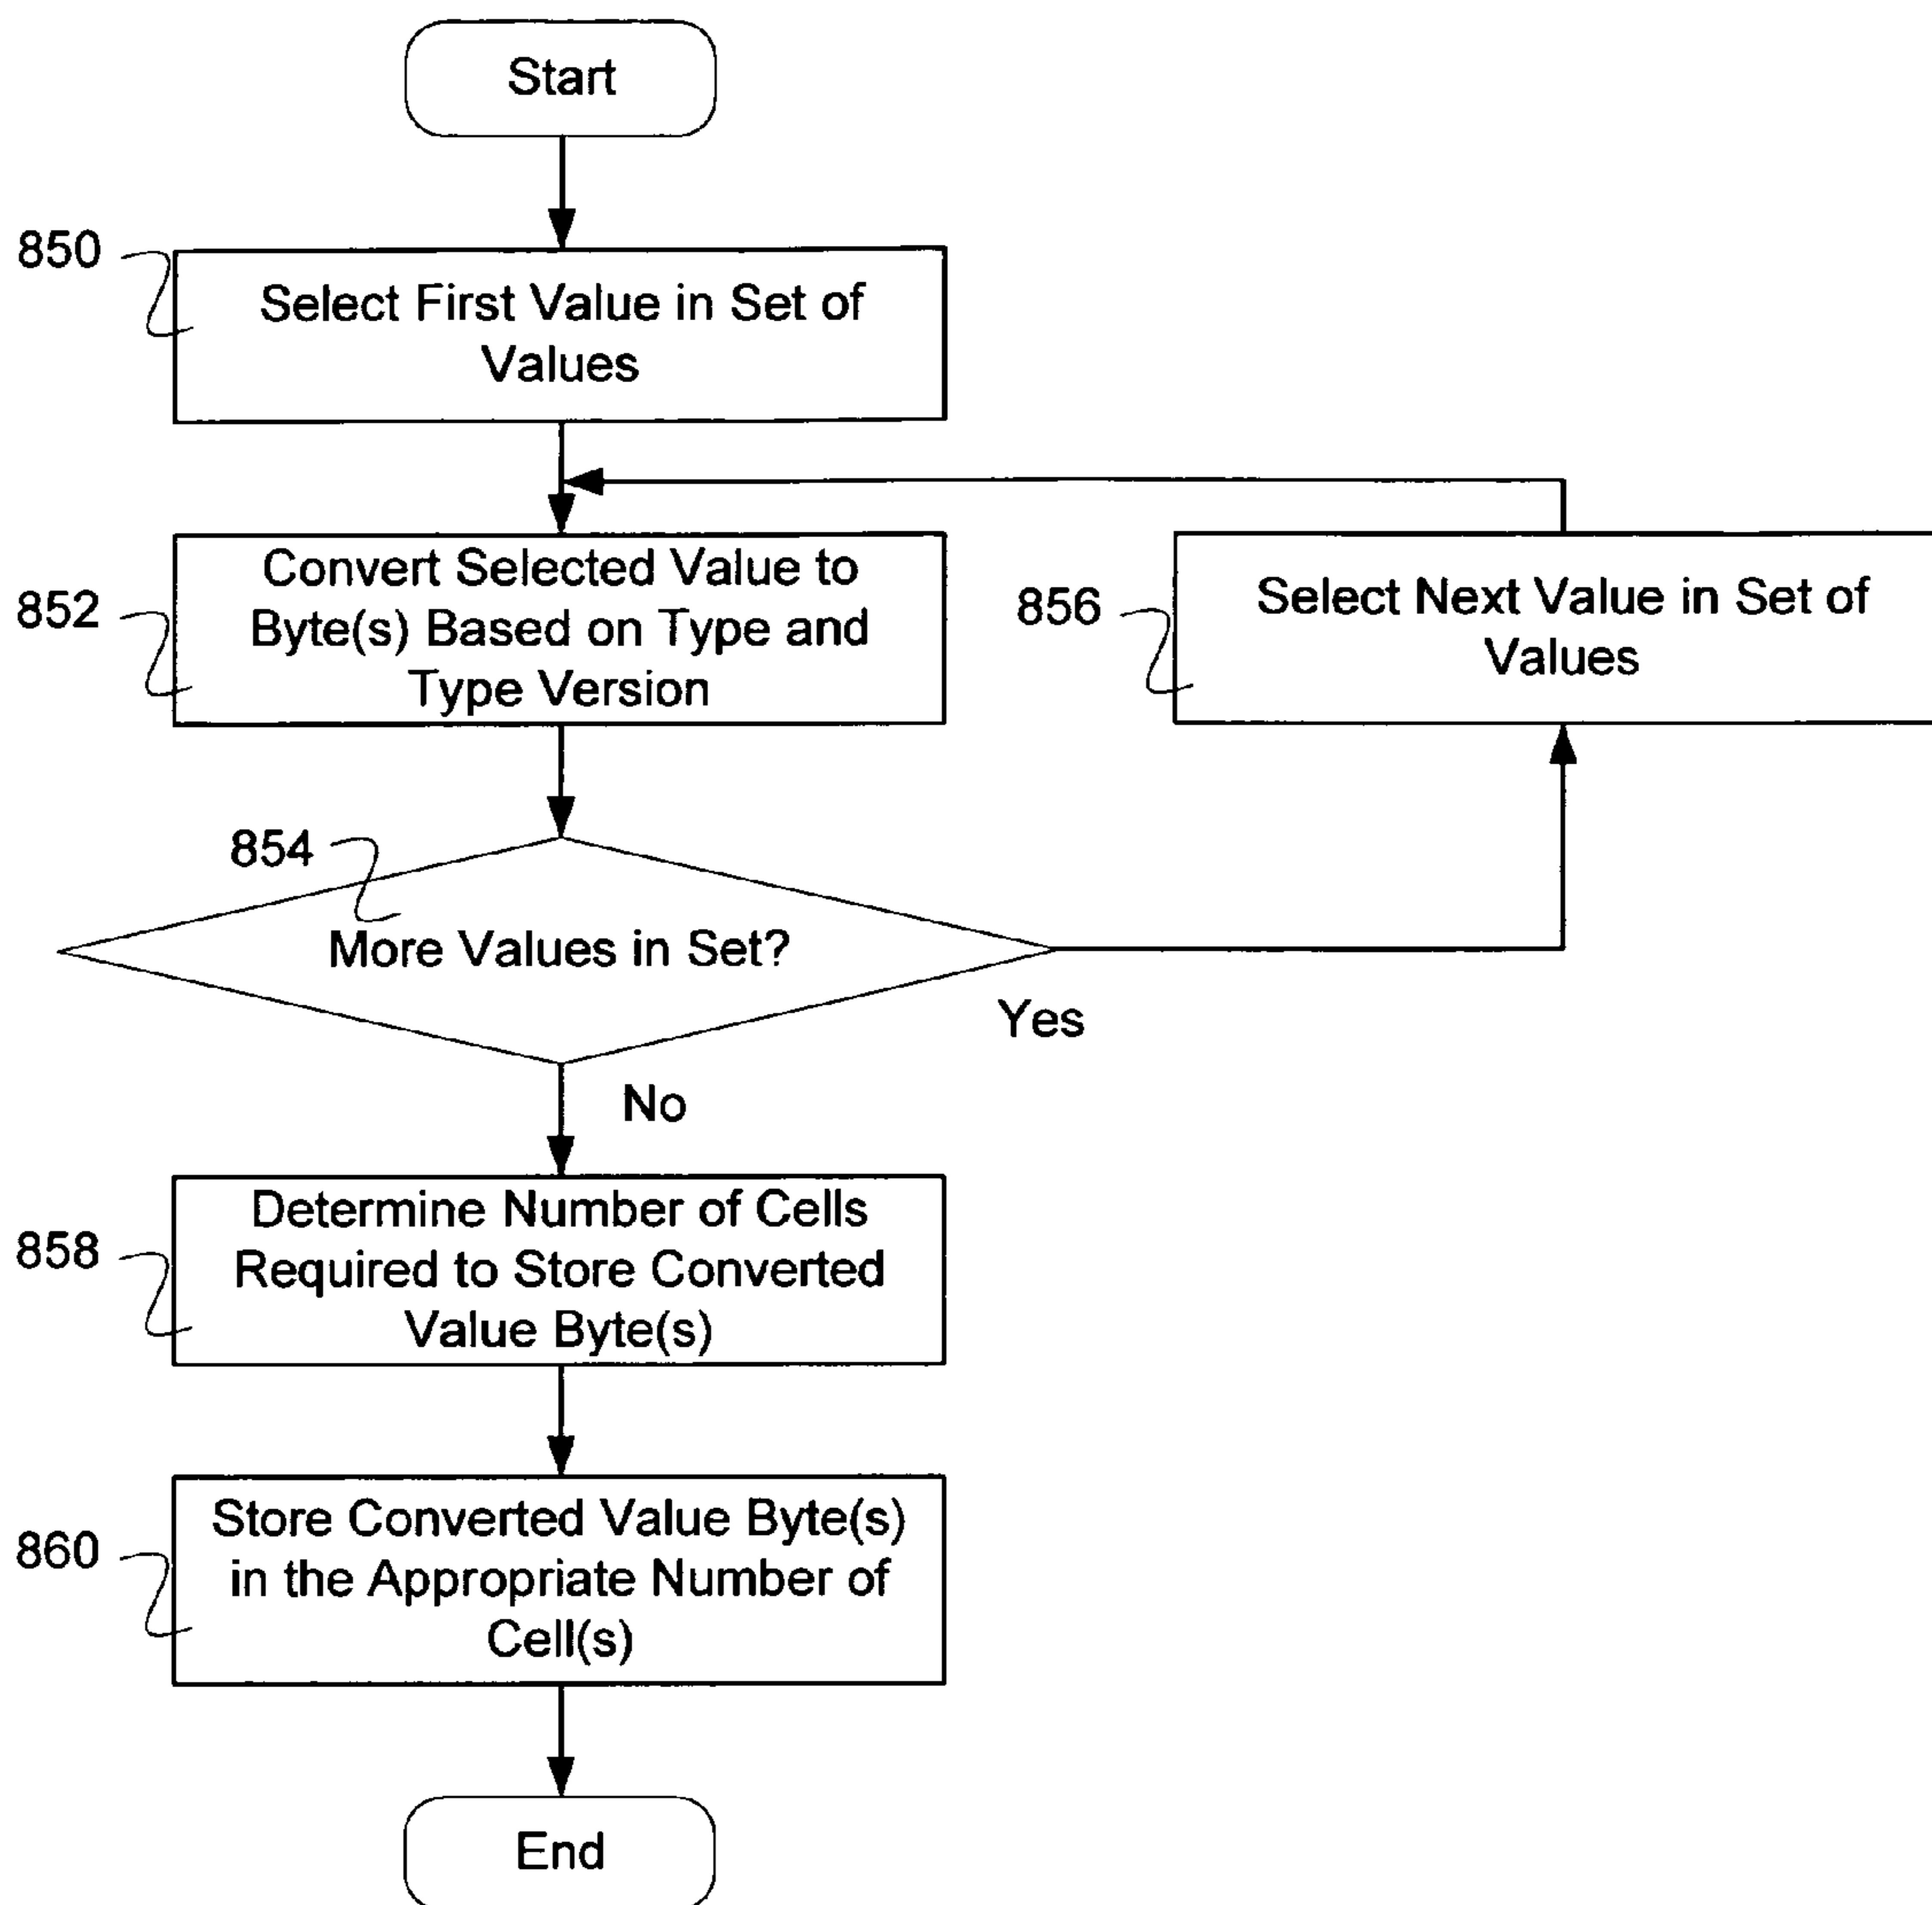 Start
850
Select First Value in Set of
Values
852
Convert Selected Value to
Byte(s) Based on Type and
Type Version
856
Select Next Value in Set of
Values
854
More Values in Set?
Yes
No
858
Determine Number of Cells
Required to Store Converted
Value Byte(s)
860
Store Converted Value Byte(s)
in the Appropriate Number of
Cell(s)
End